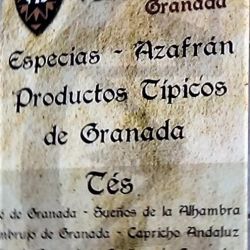 Granada
Especias - Azafrán
Productos Típicos
de Granada
Tés
de Granada - Sueños de la Alhambra
de Granada - Capricho Andaluz